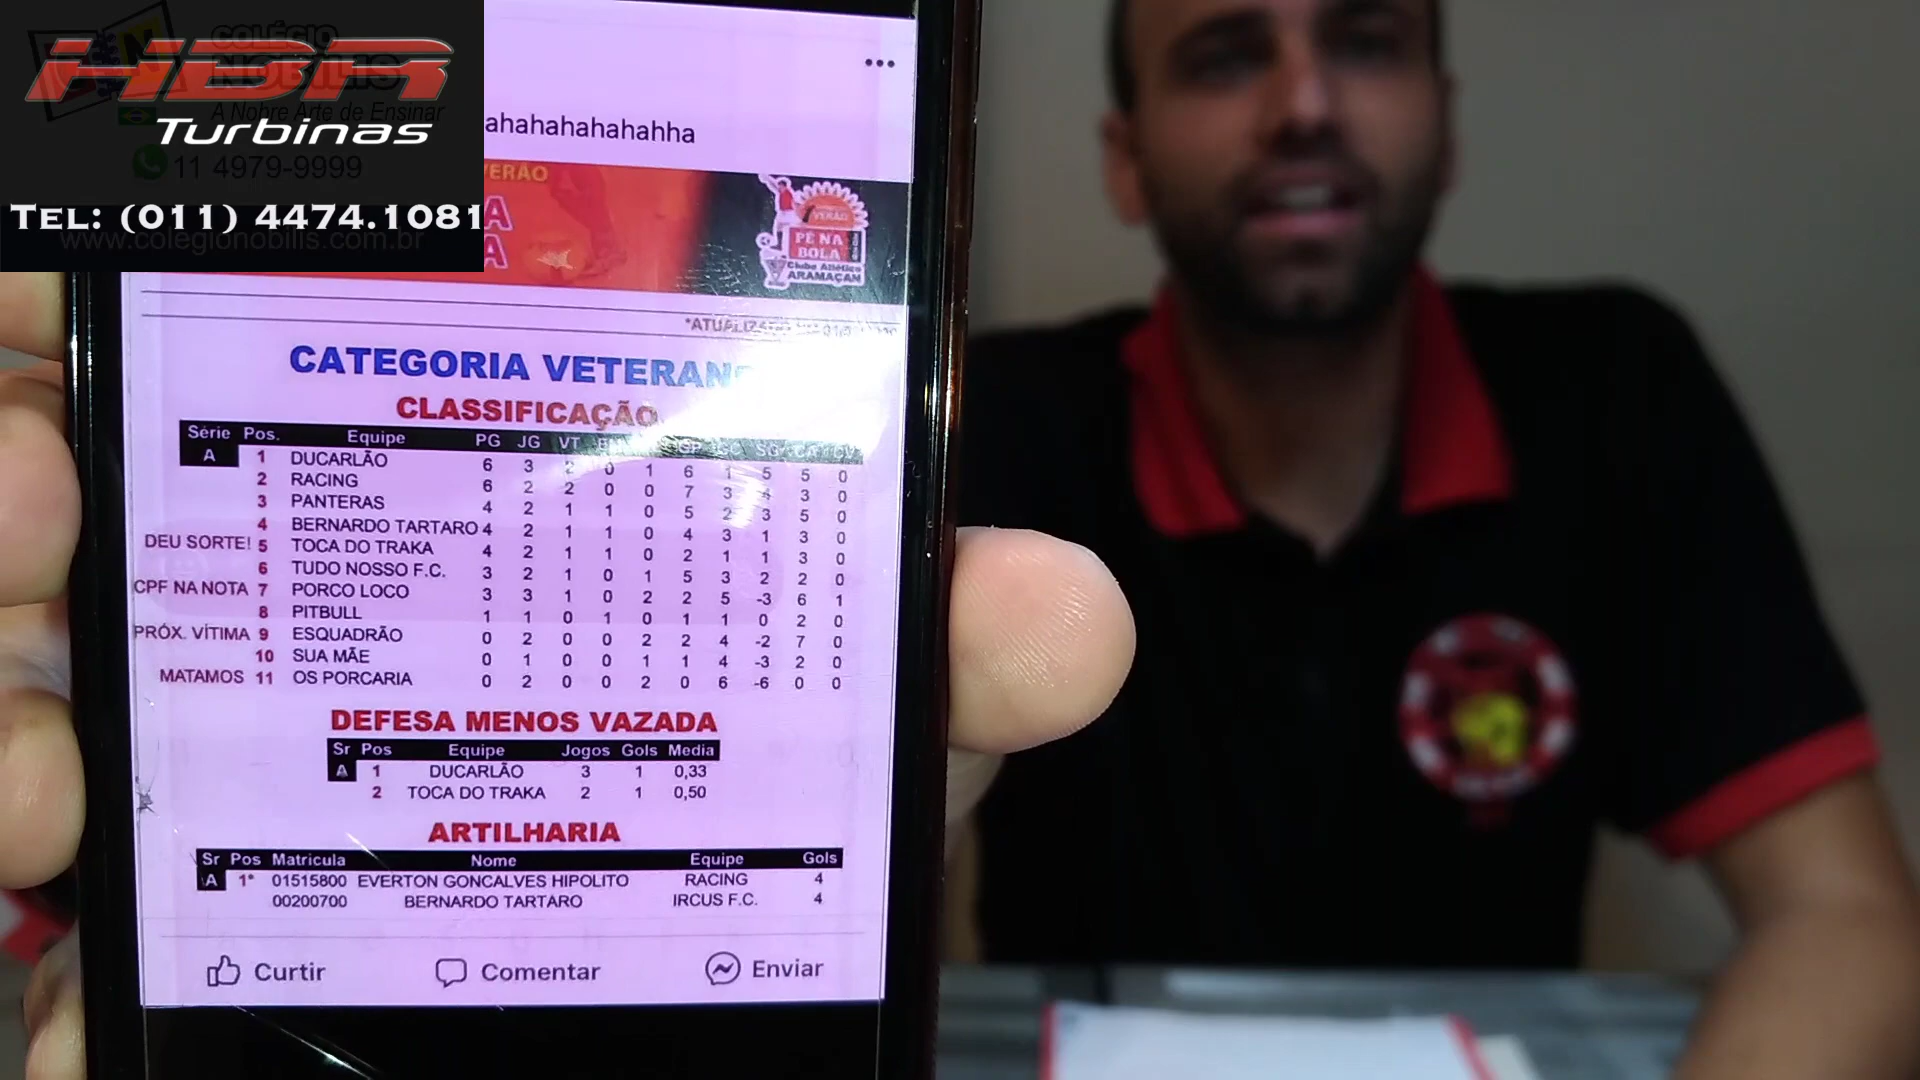 COLÉGIO
NOBILIS
A Nobre Arte de Ensinar
HBR
Turbinas
11 4979-9999
TEL: (011) 4474.1081
www.colegionobilis.com.br
ahahahahahahha
VERÃO
A
A
VERÃO
PÉ NA
BOLA
Clube Atlético
ARAMAÇAN
CATEGORIA VETERAN
CLASSIFICAÇÃO
Série Pos. Equipe PG JG VT GP GC SG CA CV
A 1 DUCARLÃO 6 3 2 0 1 6 1 5 5 0
2 RACING 6 2 2 0 0 7 3 4 3 0
3 PANTERAS 4 2 1 1 0 5 2 3 5 0
4 BERNARDO TARTARO 4 2 1 1 0 4 3 1 3 0
DEU SORTE! 5 TOCA DO TRAKA 4 2 1 1 0 2 1 1 3 0
6 TUDO NOSSO F.C. 3 2 1 0 1 5 3 2 2 0
CPF NA NOTA 7 PORCO LOCO 3 3 1 0 2 2 5 -3 6 1
8 PITBULL 1 1 0 1 0 1 1 0 2 0
PRÓX. VÍTIMA 9 ESQUADRÃO 0 2 0 0 2 2 4 -2 7 0
10 SUA MÃE 0 1 0 0 1 1 4 -3 2 0
MATAMOS 11 OS PORCARIA 0 2 0 0 2 0 6 -6 0 0
DEFESA MENOS VAZADA
Sr Pos Equipe Jogos Gols Media
A 1 DUCARLÃO 3 1 0,33
2 TOCA DO TRAKA 2 1 0,50
ARTILHARIA
Sr Pos Matricula Nome Equipe Gols
A 1° 01515800 EVERTON GONCALVES HIPOLITO RACING 4
00200700 BERNARDO TARTARO IRCUS F.C. 4
Curtir Comentar Enviar